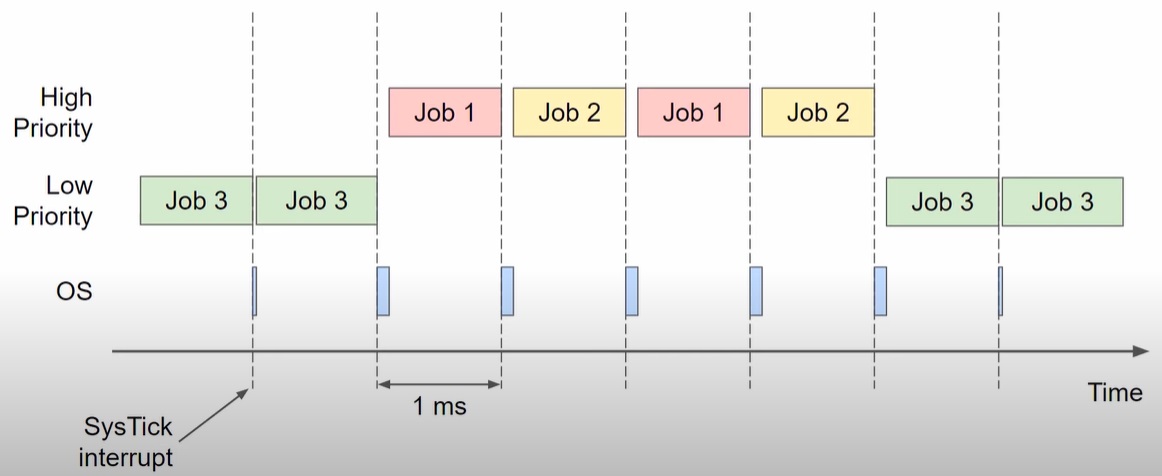 High
Priority
Job 1
Job 2
Job 1
Job 2
Low
Priority
Job 3
Job 3
Job 3
Job 3
OS
1 ms
Time
SysTick
interrupt